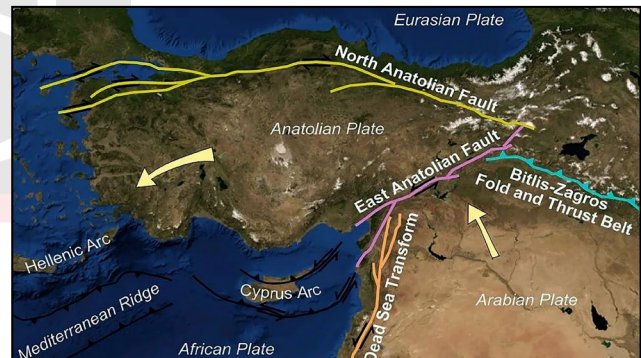 Eurasian Plate
North Anatolian Fault
Anatolian Plate
East Anatolian Fault
Bitlis-Zagros
Fold and Thrust Belt
Hellenic Arc
Cyprus Arc
Dead Sea Transform
Arabian Plate
Mediterranean Ridge
African Plate